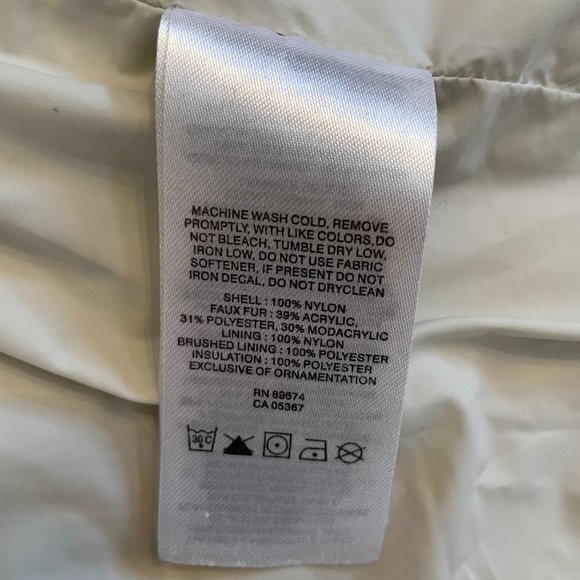 MACHINE WASH COLD, REMOVE
PROMPTLY, WITH LIKE COLORS,DO
NOT BLEACH, TUMBLE DRY LOW,
IRON LOW, DO NOT USE FABRIC
SOFTENER, IF PRESENT DO NOT
IRON DECAL, DO NOT DRYCLEAN
SHELL : 100% NYLON
FAUX FUR : 39% ACRYLIC,
31% POLYESTER, 30% MODACRYLIC
LINING : 100% NYLON
BRUSHED LINING : 100% POLYESTER
INSULATION : 100% POLYESTER
EXCLUSIVE OF ORNAMENTATION
RN 89674
CA 05367
30 C